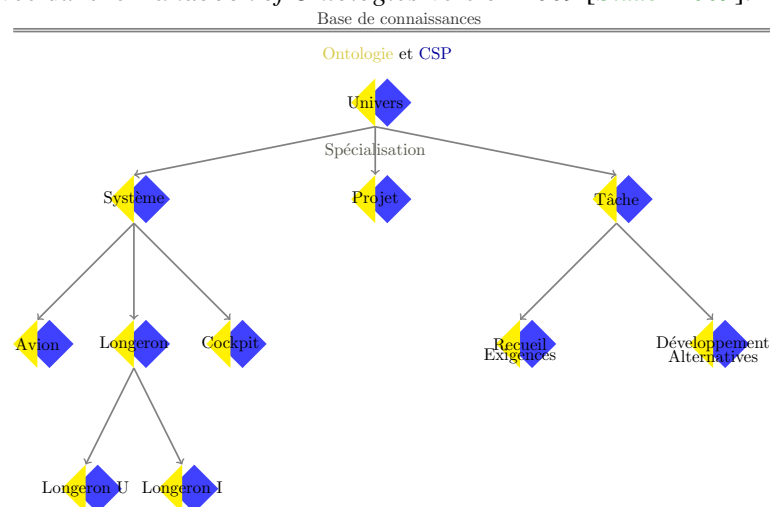 Base de connaissances
Ontologie et CSP
Univers
Spécialisation
Système
Projet
Tâche
Avion
Longeron
Cockpit
Recueil
Exigences
Développement
Alternatives
Longeron U
Longeron I